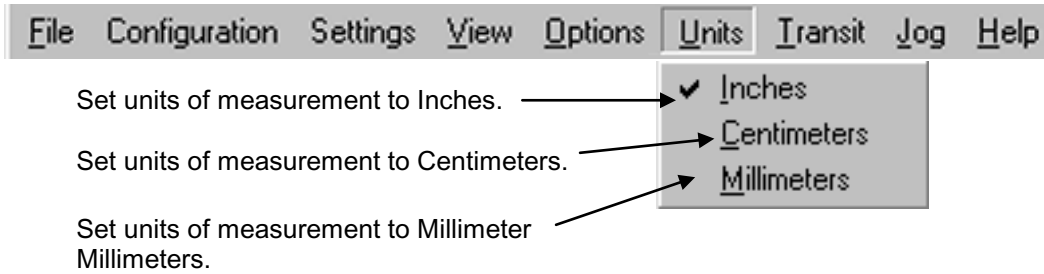 File Configuration Settings View Options Units Transit Jog Help
Set units of measurement to Inches.
✔ Inches
Set units of measurement to Centimeters.
Centimeters
Millimeters
Set units of measurement to Millimeter
Millimeters.